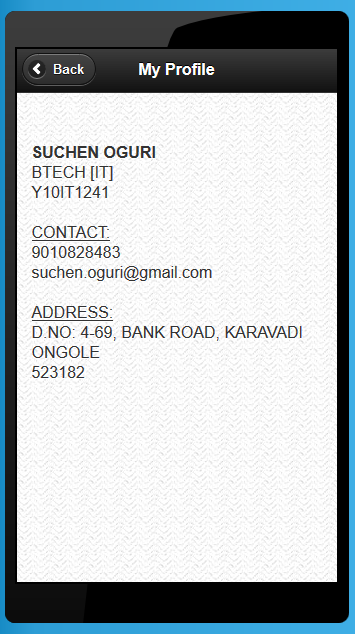 Back
My Profile
SUCHEN OGURI
BTECH [IT]
Y10IT1241
CONTACT:
9010828483
suchen.oguri@gmail.com
ADDRESS:
D.NO: 4-69, BANK ROAD, KARAVADI
ONGOLE
523182